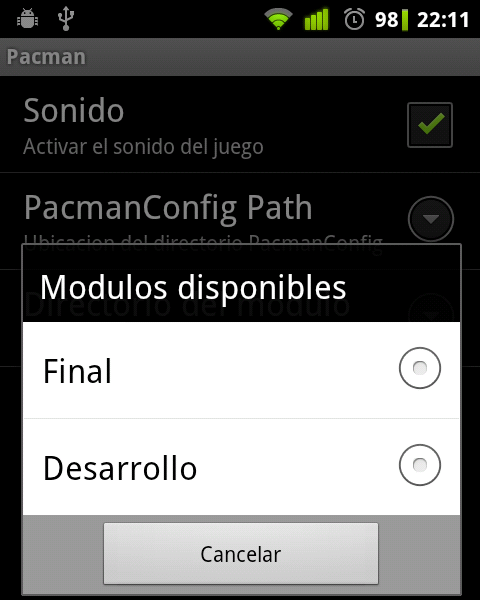 98 22:11
Pacman
Sonido
Activar el sonido del juego
PacmanConfig Path
Ubicacion del directorio PacmanConfig
Directorio del modulo
Modulos disponibles
Final
Desarrollo
Cancelar